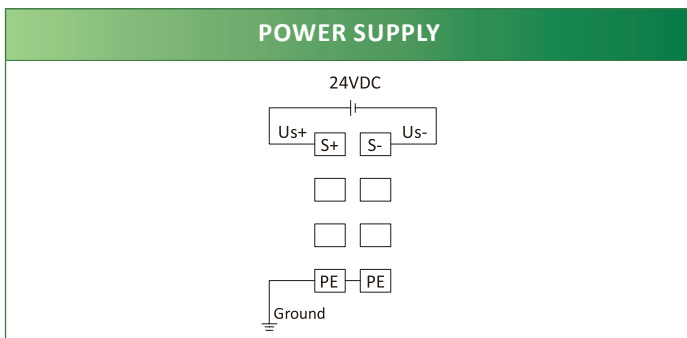 POWER SUPPLY
24VDC
Us+ S+ S- Us-
PE PE
Ground